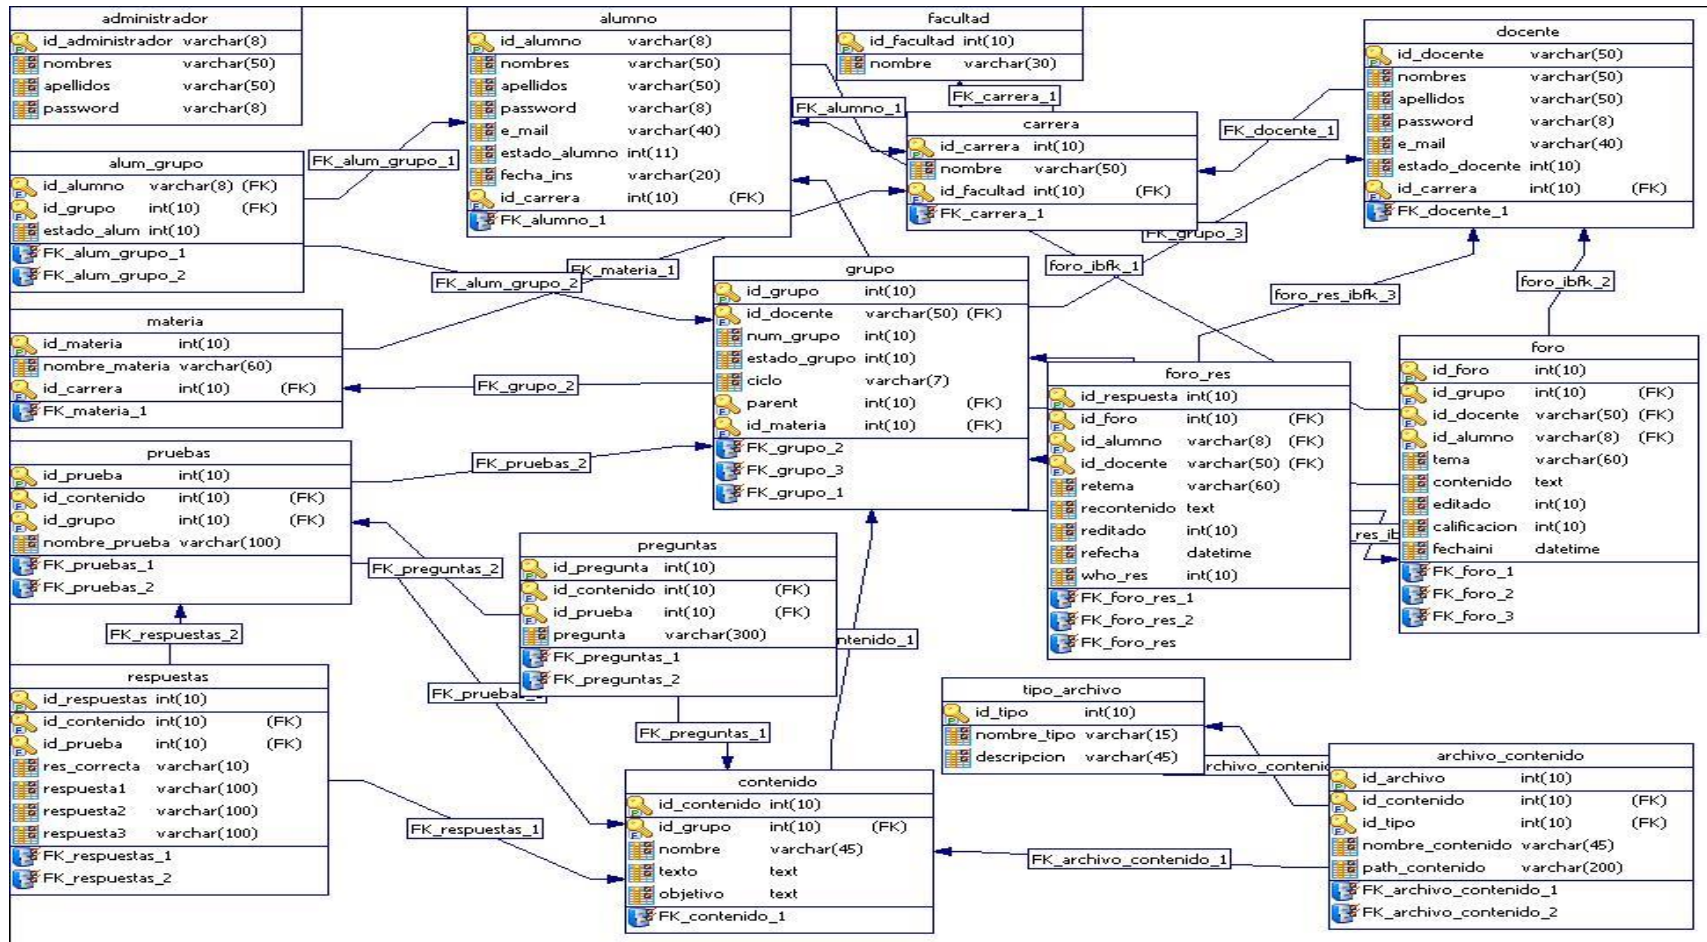 administrador
id_administrador varchar(8)
nombres varchar(50)
apellidos varchar(50)
password varchar(8)
alumno
id_alumno varchar(8)
nombres varchar(50)
apellidos varchar(50)
password varchar(8)
e_mail varchar(40)
estado_alumno int(11)
fecha_ins varchar(20)
id_carrera int(10) (FK)
FK_alumno_1
facultad
id_facultad int(10)
nombre varchar(30)
FK_carrera_1
FK_alumno_1
carrera
id_carrera int(10)
nombre varchar(50)
id_facultad int(10) (FK)
FK_carrera_1
docente
id_docente varchar(50)
nombres varchar(50)
apellidos varchar(50)
password varchar(8)
e_mail varchar(40)
estado_docente int(10)
id_carrera int(10) (FK)
FK_docente_1
FK_docente_1
FK_grupo_3
alum_grupo
id_alumno varchar(8) (FK)
id_grupo int(10) (FK)
estado_alum int(10)
FK_alum_grupo_1
FK_alum_grupo_2
FK_alum_grupo_1
FK_alum_grupo_2
FK_materia_1
foro_ibfk_1
foro_res_ibfk_3
foro_ibfk_2
materia
id_materia int(10)
nombre_materia varchar(60)
id_carrera int(10) (FK)
FK_materia_1
FK_grupo_2
grupo
id_grupo int(10)
id_docente varchar(50) (FK)
num_grupo int(10)
estado_grupo int(10)
ciclo varchar(7)
parent int(10) (FK)
id_materia int(10) (FK)
FK_grupo_2
FK_grupo_3
FK_grupo_1
foro_res
id_respuesta int(10)
id_foro int(10) (FK)
id_alumno varchar(8) (FK)
id_docente varchar(50) (FK)
retema varchar(60)
recontenido text
reditado int(10)
refecha datetime
who_res int(10)
FK_foro_res_1
FK_foro_res_2
FK_foro_res
_res_ib
foro
id_foro int(10)
id_grupo int(10) (FK)
id_docente varchar(50) (FK)
id_alumno varchar(8) (FK)
tema varchar(60)
contenido text
editado int(10)
calificacion int(10)
fechaini datetime
FK_foro_1
FK_foro_2
FK_foro_3
pruebas
id_prueba int(10)
id_contenido int(10) (FK)
id_grupo int(10) (FK)
nombre_prueba varchar(100)
FK_pruebas_1
FK_pruebas_2
FK_pruebas_2
FK_preguntas_2
preguntas
id_pregunta int(10)
id_contenido int(10) (FK)
id_prueba int(10) (FK)
pregunta varchar(300)
FK_preguntas_1
FK_preguntas_2
ntenido_1
FK_respuestas_2
FK_prueba
FK_preguntas_1
respuestas
id_respuestas int(10)
id_contenido int(10) (FK)
id_prueba int(10) (FK)
res_correcta varchar(10)
respuesta1 varchar(100)
respuesta2 varchar(100)
respuesta3 varchar(100)
FK_respuestas_1
FK_respuestas_2
FK_respuestas_1
contenido
id_contenido int(10)
id_grupo int(10) (FK)
nombre varchar(45)
texto text
objetivo text
FK_contenido_1
tipo_archivo
id_tipo int(10)
nombre_tipo varchar(15)
descripcion varchar(45)
rchivo_conteni
FK_archivo_contenido_1
archivo_contenido
id_archivo int(10)
id_contenido int(10) (FK)
id_tipo int(10) (FK)
nombre_contenido varchar(45)
path_contenido varchar(200)
FK_archivo_contenido_1
FK_archivo_contenido_2